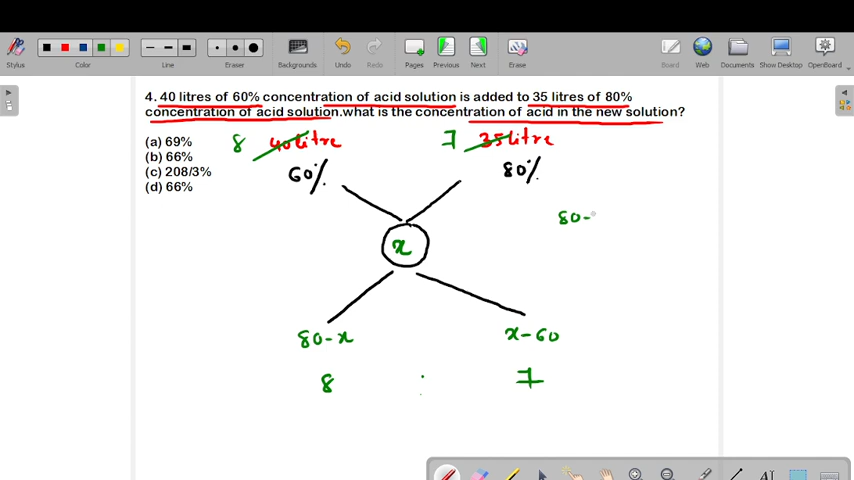 Stylus
Color
Line
Eraser
Backgrounds
Undo
Redo
Pages
Previous
Next
Erase
Board
Web
Documents
Show Desktop
OpenBoard
4. 40 litres of 60% concentration of acid solution is added to 35 litres of 80%
concentration of acid solution.what is the concentration of acid in the new solution?
(a) 69%
(b) 66%
(c) 208/3%
(d) 66%
8 40 litre 7 35 litre
60% 80%
80-
x
80-x x-60
8 : 7